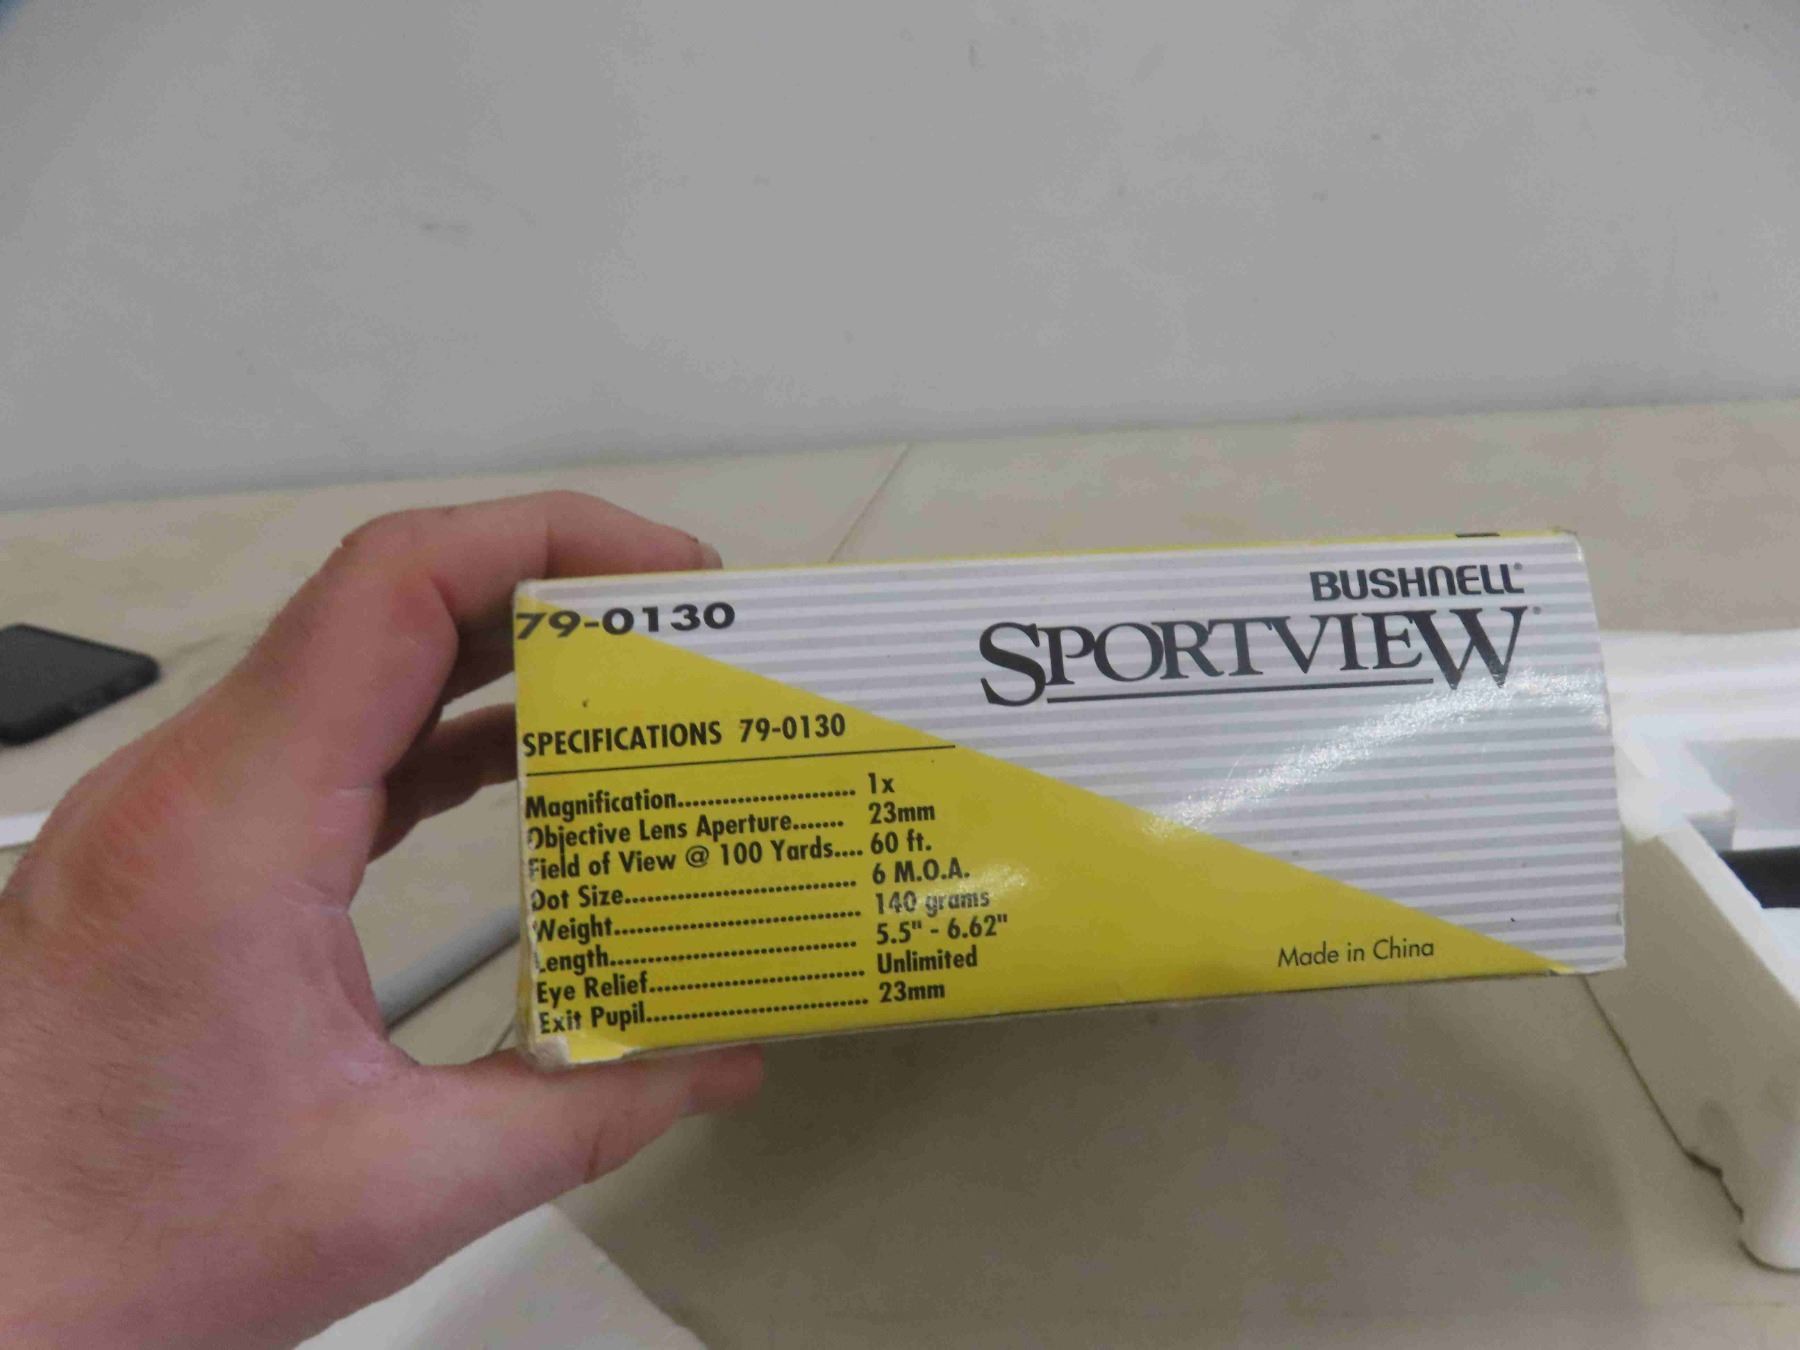 79-0130
BUSHNELL®
SPORTVIEW®
SPECIFICATIONS 79-0130
Magnification........................ 1x
Objective Lens Aperture....... 23mm
Field of View @ 100 Yards.... 60 ft.
Dot Size................................ 6 M.O.A.
Weight.................................. 140 grams
Length.................................. 5.5" - 6.62"
Eye Relief.............................. Unlimited
Exit Pupil............................... 23mm
Made in China